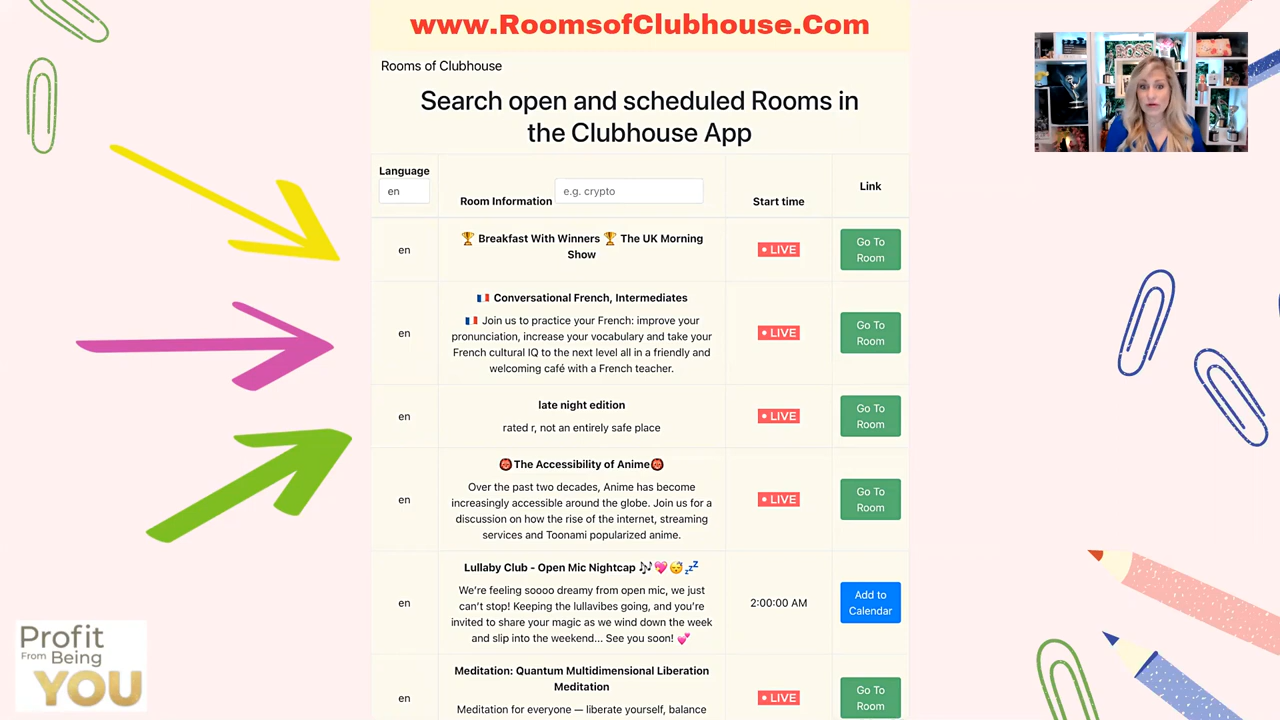 www.RoomsofClubhouse.Com
Rooms of Clubhouse
Search open and scheduled Rooms in
the Clubhouse App
Language
en
Room Information
e.g. crypto
Start time
Link
en
🏆 Breakfast With Winners 🏆 The UK Morning
Show
• LIVE
Go To
Room
en
🇫🇷 Conversational French, Intermediates
🇫🇷 Join us to practice your French: improve your
pronunciation, increase your vocabulary and take your
French cultural IQ to the next level all in a friendly and
welcoming café with a French teacher.
• LIVE
Go To
Room
en
late night edition
rated r, not an entirely safe place
• LIVE
Go To
Room
en
👹The Accessibility of Anime👹
Over the past two decades, Anime has become
increasingly accessible around the globe. Join us for a
discussion on how the rise of the internet, streaming
services and Toonami popularized anime.
• LIVE
Go To
Room
en
Lullaby Club - Open Mic Nightcap 🎶💖😴💤
We're feeling soooo dreamy from open mic, we just
can't stop! Keeping the lullavibes going, and you're
invited to share your magic as we wind down the week
and slip into the weekend... See you soon! 💕
2:00:00 AM
Add to
Calendar
en
Meditation: Quantum Multidimensional Liberation
Meditation
Meditation for everyone — liberate yourself, balance
• LIVE
Go To
Room
BOSS
Profit
From Being
YOU